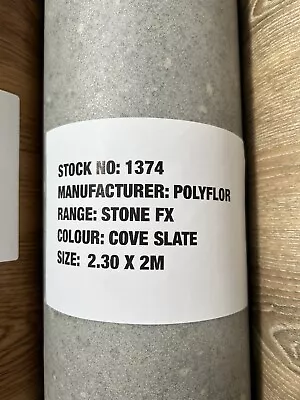 STOCK NO: 1374
MANUFACTURER: POLYFLOR
RANGE: STONE FX
COLOUR: COVE SLATE
SIZE: 2.30 X 2M